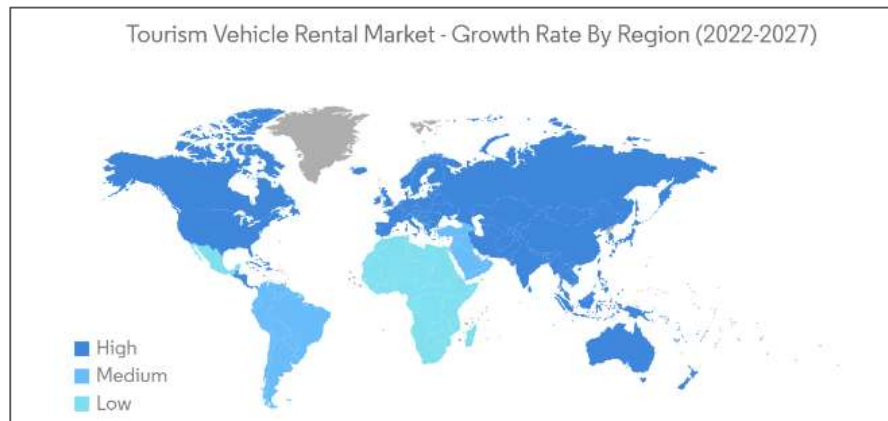 Tourism Vehicle Rental Market - Growth Rate By Region (2022-2027)
High
Medium
Low